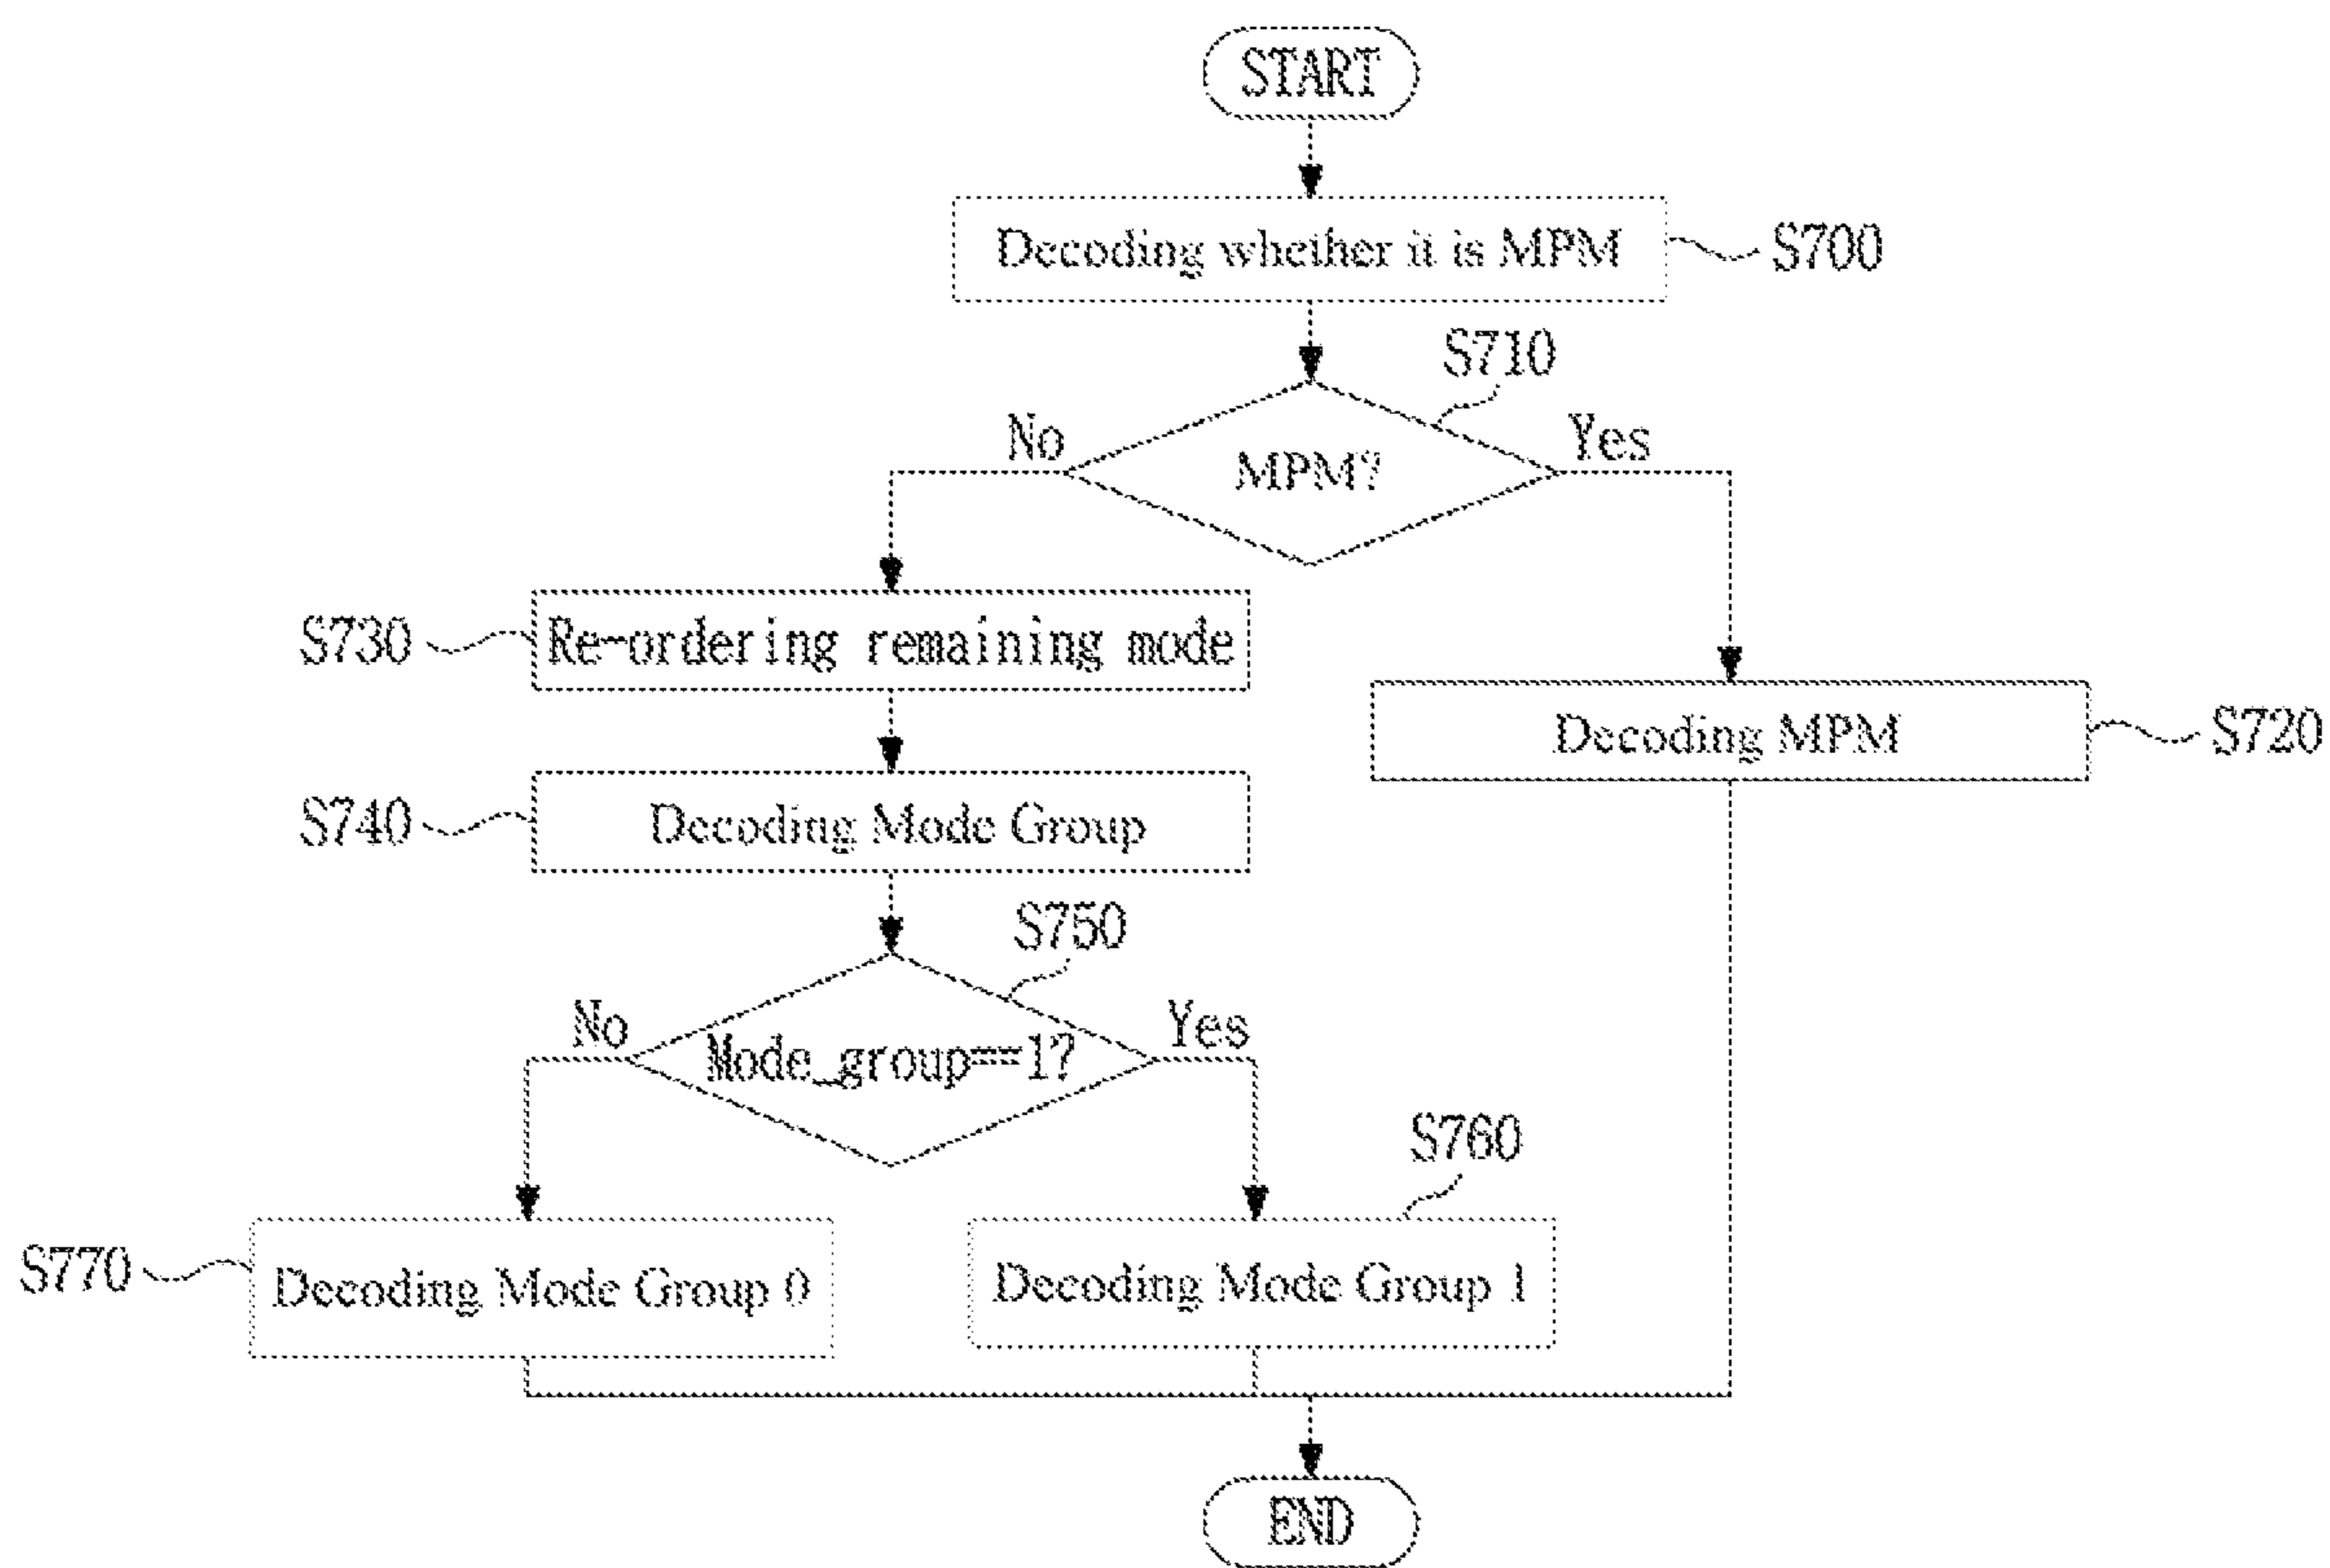 START
Decoding whether it is MPM
S700
S710
No
Yes
MPM?
S730
Re-ordering remaining mode
Decoding MPM
S720
S740
Decoding Mode Group
S750
No
Yes
Mode_group==1?
S760
S770
Decoding Mode Group 0
Decoding Mode Group 1
END